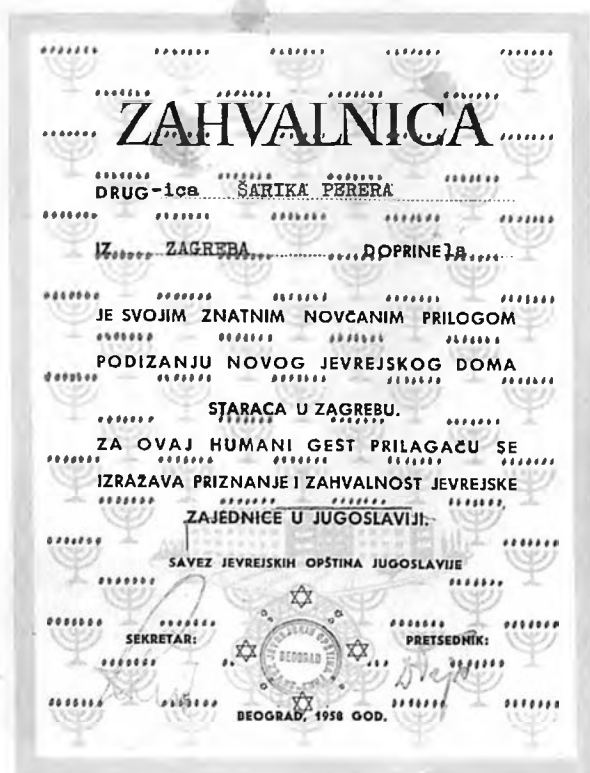 ZAHVALNICA
DRUG-ica ŠARIKA PERERA
IZ ZAGREBA DOPRINEla
JE SVOJIM ZNATNIM NOVČANIM PRILOGOM
PODIZANJU NOVOG JEVREJSKOG DOMA
STARACA U ZAGREBU.
ZA OVAJ HUMANI GEST PRILAGAČU SE
IZRAŽAVA PRIZNANJE I ZAHVALNOST JEVREJSKE
ZAJEDNICE U JUGOSLAVIJI.
SAVEZ JEVREJSKIH OPŠTINA JUGOSLAVIJE
SEKRETAR: PRETSEDNIK:
BEOGRAD
BEOGRAD, 1958 GOD.